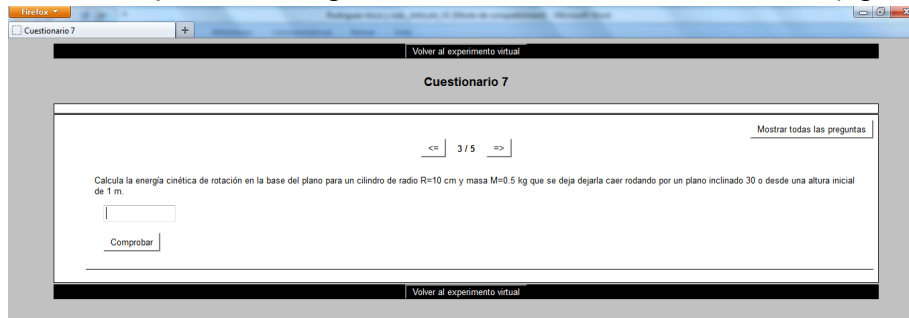 Firefox
Cuestionario 7
+
Volver al experimento virtual
Cuestionario 7
Mostrar todas las preguntas
<= 3 / 5 =>
Calcula la energía cinética de rotación en la base del plano para un cilindro de radio R=10 cm y masa M=0.5 kg que se deja dejarla caer rodando por un plano inclinado 30 o desde una altura inicial
de 1 m.
Comprobar
Volver al experimento virtual